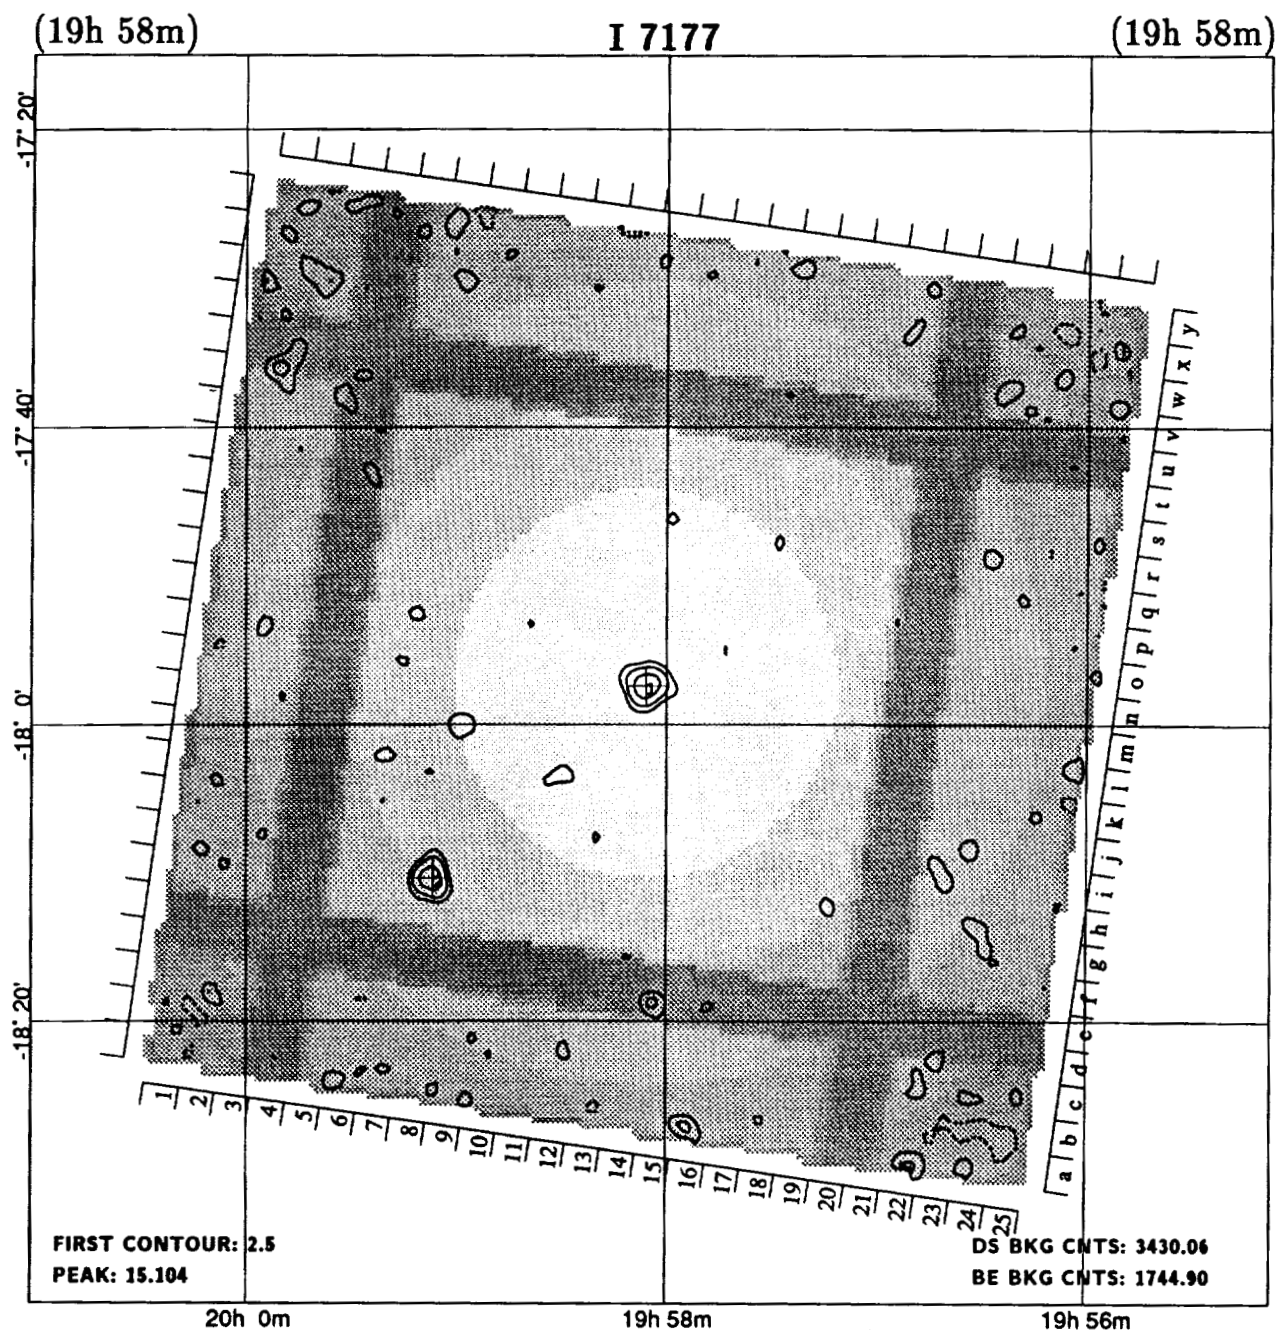 (19h 58m) I 7177 (19h 58m)
-17° 20'
-17° 40'
-18° 0'
-18° 20'
y
x
w
v
u
t
s
r
q
p
o
n
m
l
k
j
i
h
g
f
e
d
c
b
a
1 2 3 4 5 6 7 8 9 10 11 12 13 14 15 16 17 18 19 20 21 22 23 24 25
FIRST CONTOUR: 2.5
PEAK: 15.104
DS BKG CNTS: 3430.06
BE BKG CNTS: 1744.90
20h 0m 19h 58m 19h 56m